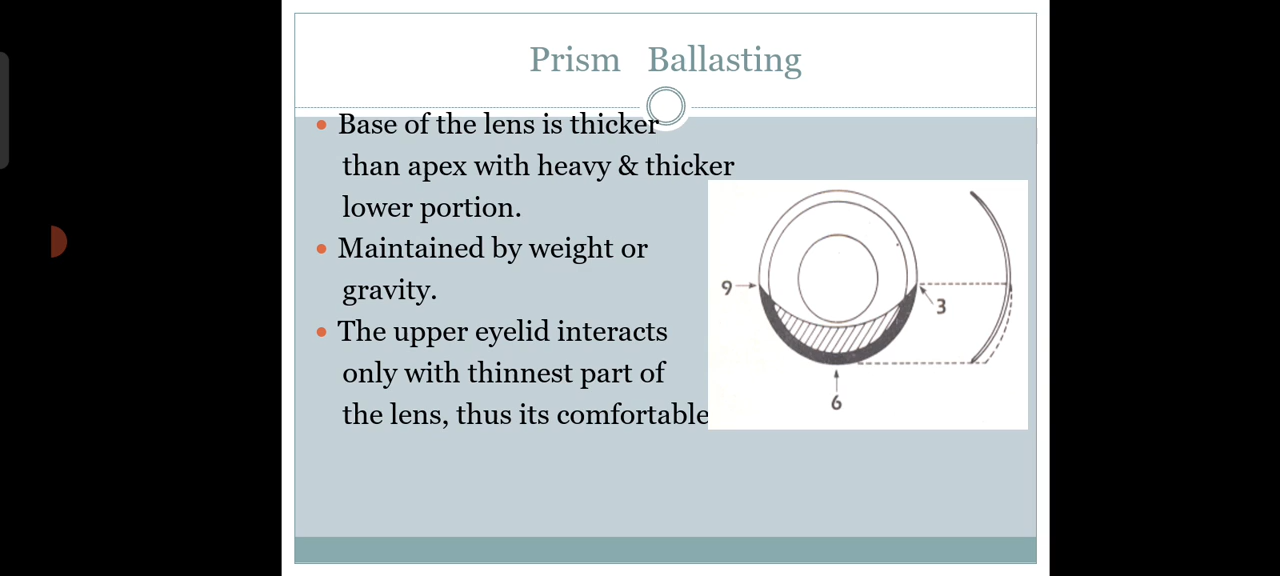 Prism Ballasting
• Base of the lens is thicker
than apex with heavy & thicker
lower portion.
• Maintained by weight or
gravity.
• The upper eyelid interacts
only with thinnest part of
the lens, thus its comfortable
9
3
6